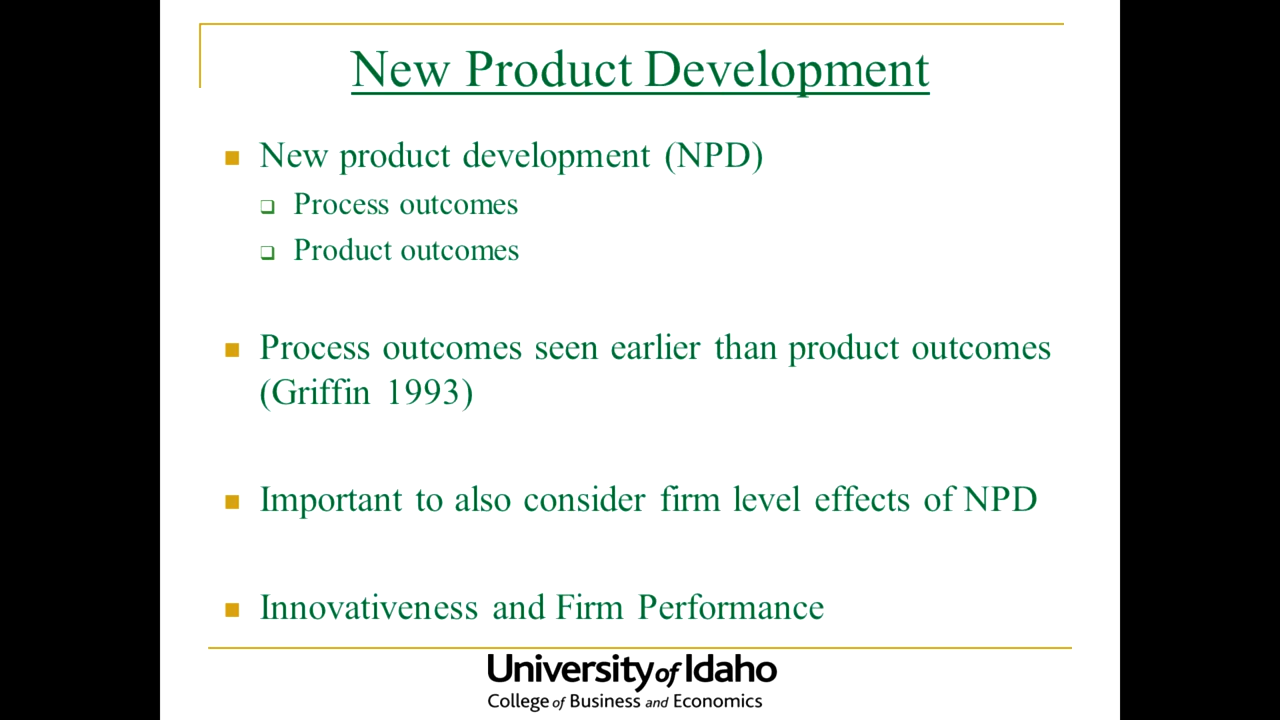 New Product Development
New product development (NPD)
Process outcomes
Product outcomes
Process outcomes seen earlier than product outcomes
(Griffin 1993)
Important to also consider firm level effects of NPD
Innovativeness and Firm Performance
University of Idaho
College of Business and Economics